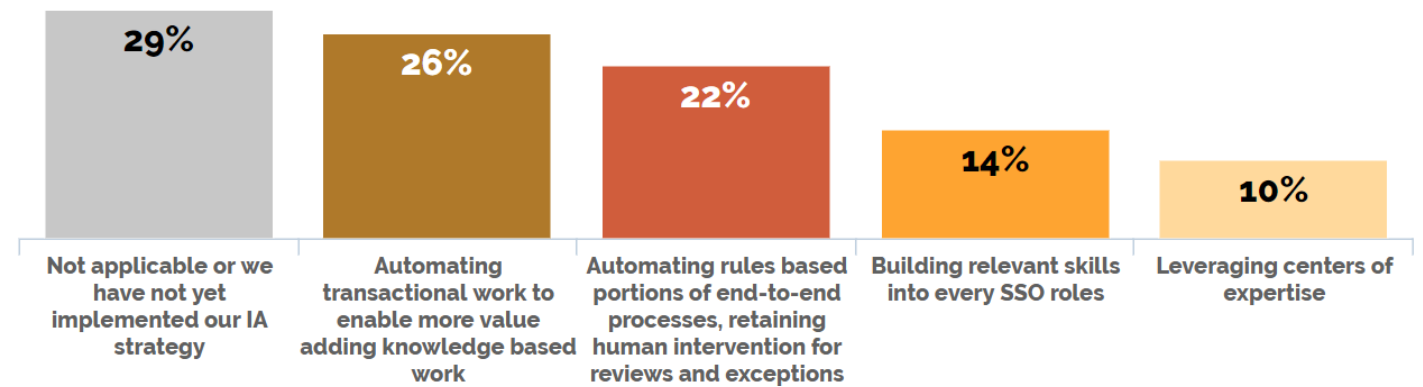 29%
26%
22%
14%
10%
Not applicable or we
have not yet
implemented our IA
strategy
Automating
transactional work to
enable more value
adding knowledge based
work
Automating rules based
portions of end-to-end
processes, retaining
human intervention for
reviews and exceptions
Building relevant skills
into every SSO roles
Leveraging centers of
expertise